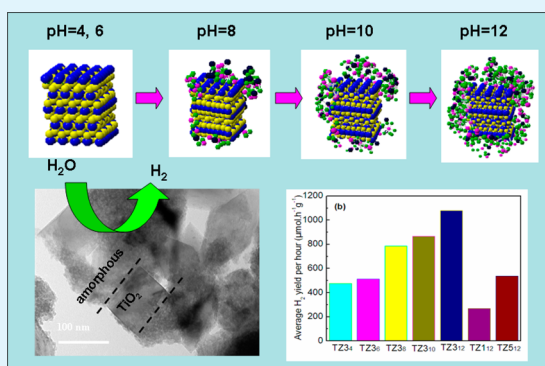 pH=4, 6
pH=8
pH=10
pH=12
H₂O
H₂
amorphous
TiO₂
100 nm
(b)
Average H₂ yield per hour (μmol.h⁻¹g⁻¹)
1200
1000
800
600
400
200
0
TZ3₄ TZ3₆ TZ3₈ TZ3₁₀ TZ3₁₂ TZ1₁₂ TZ5₁₂